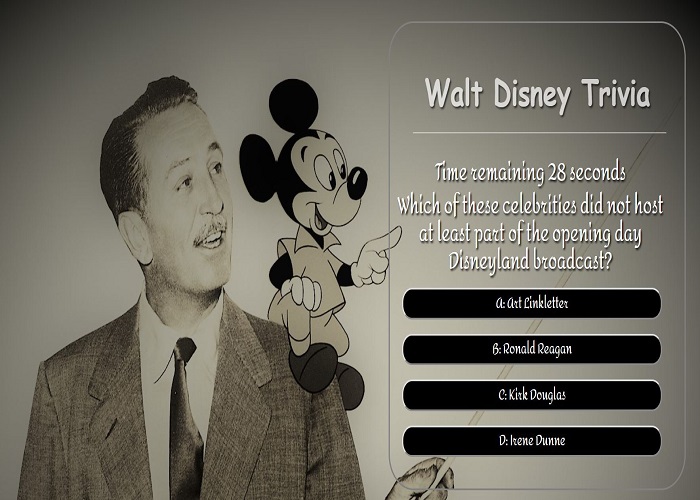 Walt Disney Trivia
Time remaining 28 seconds
Which of these celebrities did not host
at least part of the opening day
Disneyland broadcast?
A: Art Linkletter
B: Ronald Reagan
C: Kirk Douglas
D: Irene Dunne